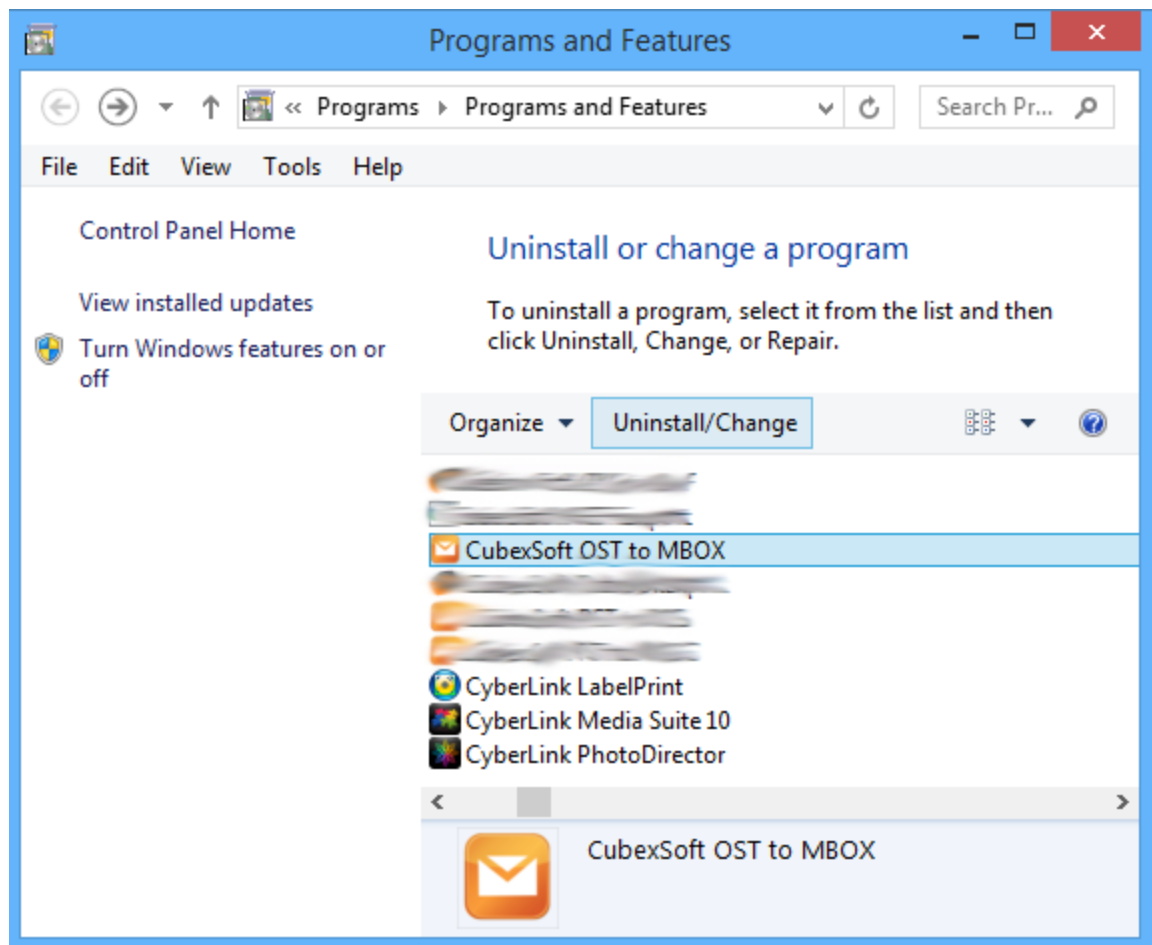 Programs and Features
« Programs Programs and Features Search Pr...
File Edit View Tools Help
Control Panel Home
View installed updates
Turn Windows features on or
off
Uninstall or change a program
To uninstall a program, select it from the list and then
click Uninstall, Change, or Repair.
Organize Uninstall/Change
CubexSoft OST to MBOX
CyberLink LabelPrint
CyberLink Media Suite 10
CyberLink PhotoDirector
CubexSoft OST to MBOX